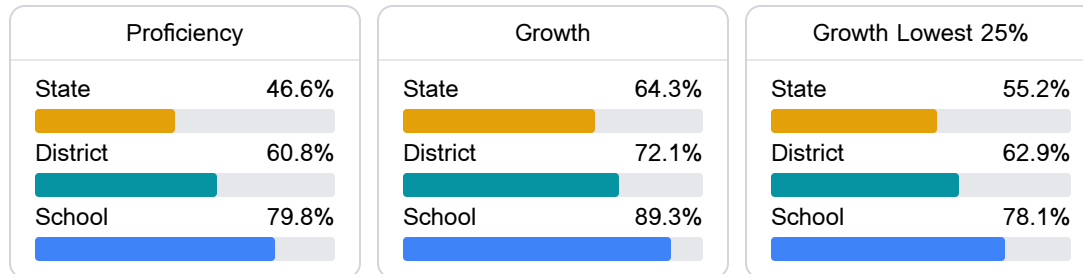 Proficiency
State 46.6%
District 60.8%
School 79.8%
Growth
State 64.3%
District 72.1%
School 89.3%
Growth Lowest 25%
State 55.2%
District 62.9%
School 78.1%